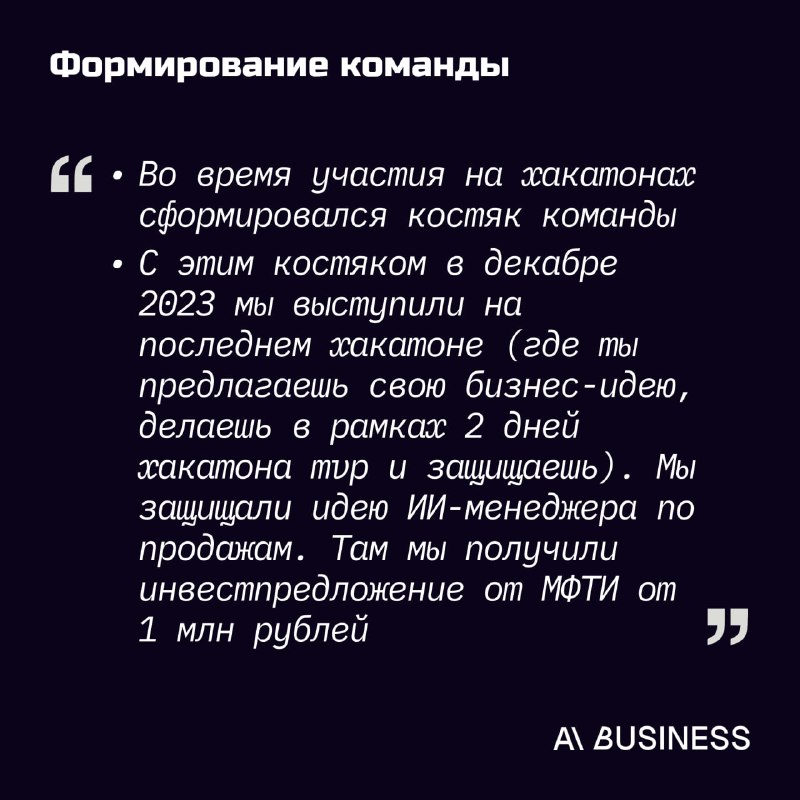 Формирование команды
“
• Во время участия на хакатонах
сформировался костяк команды
• С этим костяком в декабре
2023 мы выступили на
последнем хакатоне (где ты
предлагаешь свою бизнес-идею,
делаешь в рамках 2 дней
хакатона mvp и защищаешь). Мы
защищали идею ИИ-менеджера по
продажам. Там мы получили
инвестпредложение от МФТИ от
1 млн рублей
”
A\ BUSINESS